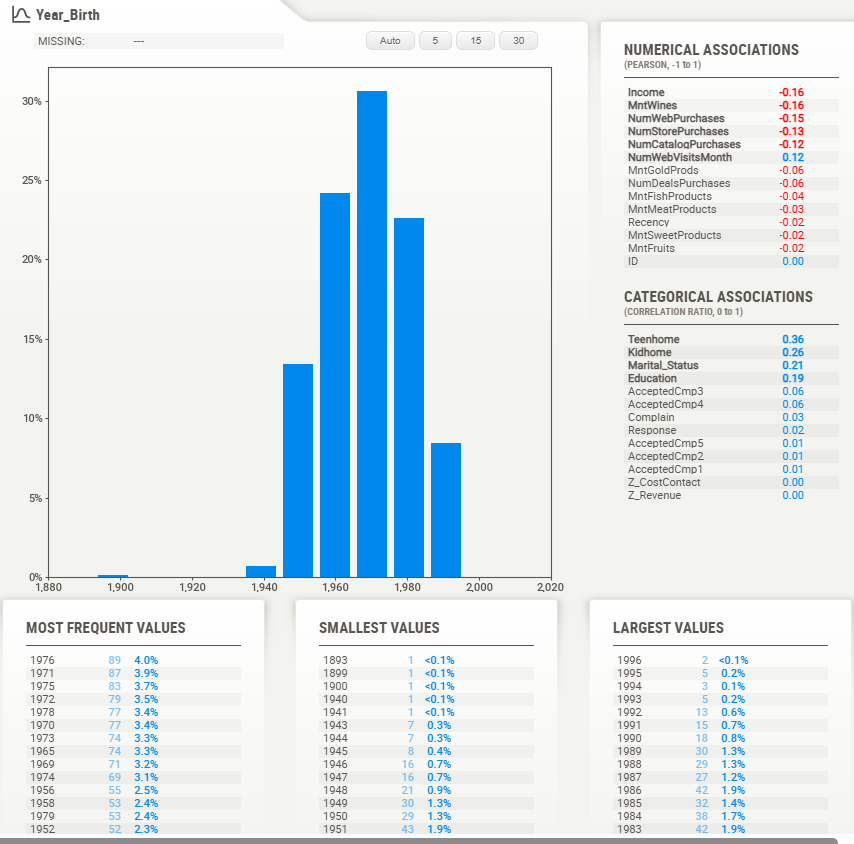 Year_Birth
MISSING: ---
Auto 5 15 30
30%
25%
20%
15%
10%
5%
0%
1,880 1,900 1,920 1,940 1,960 1,980 2,000 2,020
NUMERICAL ASSOCIATIONS
(PEARSON, -1 to 1)
Income -0.16
MntWines -0.16
NumWebPurchases -0.15
NumStorePurchases -0.13
NumCatalogPurchases -0.12
NumWebVisitsMonth 0.12
MntGoldProds -0.06
NumDealsPurchases -0.06
MntFishProducts -0.04
MntMeatProducts -0.03
Recency -0.02
MntSweetProducts -0.02
MntFruits -0.02
ID 0.00
CATEGORICAL ASSOCIATIONS
(CORRELATION RATIO, 0 to 1)
Teenhome 0.36
Kidhome 0.26
Marital_Status 0.21
Education 0.19
AcceptedCmp3 0.06
AcceptedCmp4 0.06
Complain 0.03
Response 0.02
AcceptedCmp5 0.01
AcceptedCmp2 0.01
AcceptedCmp1 0.01
Z_CostContact 0.00
Z_Revenue 0.00
MOST FREQUENT VALUES
1976 89 4.0%
1971 87 3.9%
1975 83 3.7%
1972 79 3.5%
1978 77 3.4%
1970 77 3.4%
1973 74 3.3%
1965 74 3.3%
1969 71 3.2%
1974 69 3.1%
1956 55 2.5%
1958 53 2.4%
1979 53 2.4%
1952 52 2.3%
SMALLEST VALUES
1893 1 <0.1%
1899 1 <0.1%
1900 1 <0.1%
1940 1 <0.1%
1941 1 <0.1%
1943 7 0.3%
1944 7 0.3%
1945 8 0.4%
1946 16 0.7%
1947 16 0.7%
1948 21 0.9%
1949 30 1.3%
1950 29 1.3%
1951 43 1.9%
LARGEST VALUES
1996 2 <0.1%
1995 5 0.2%
1994 3 0.1%
1993 5 0.2%
1992 13 0.6%
1991 15 0.7%
1990 18 0.8%
1989 30 1.3%
1988 29 1.3%
1987 27 1.2%
1986 42 1.9%
1985 32 1.4%
1984 38 1.7%
1983 42 1.9%